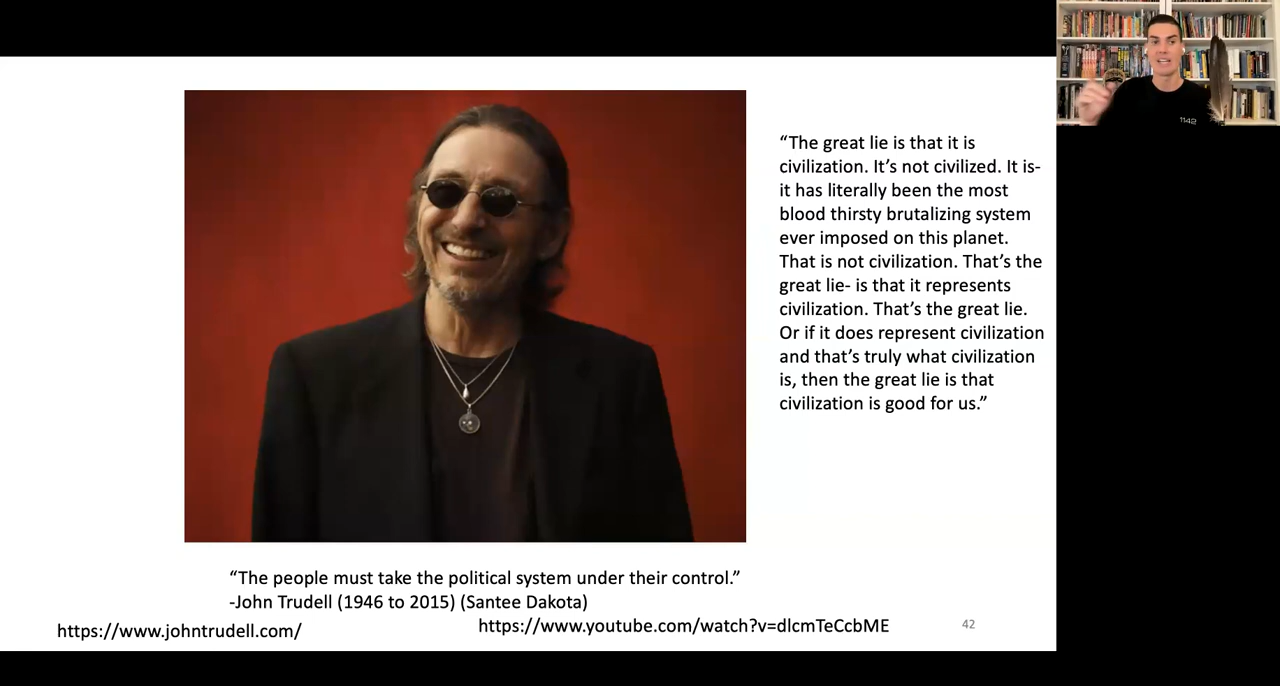 “The great lie is that it is
civilization. It’s not civilized. It is-
it has literally been the most
blood thirsty brutalizing system
ever imposed on this planet.
That is not civilization. That’s the
great lie- is that it represents
civilization. That’s the great lie.
Or if it does represent civilization
and that’s truly what civilization
is, then the great lie is that
civilization is good for us.”
“The people must take the political system under their control.”
-John Trudell (1946 to 2015) (Santee Dakota)
https://www.johntrudell.com/
https://www.youtube.com/watch?v=dlcmTeCcbME
42
1142